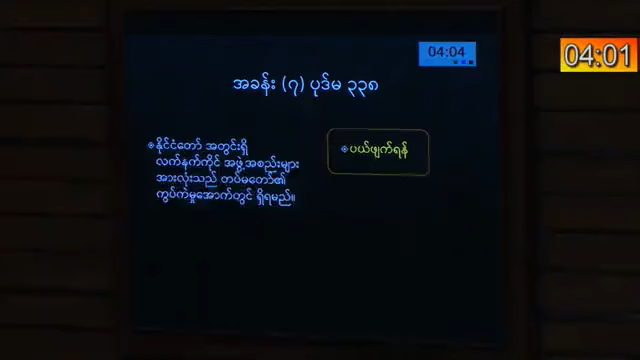 04:04
04:01
အခန်း (၇) ပုဒ်မ ၃၃၈
နိုင်ငံတော် အတွင်းရှိ
လက်နက်ကိုင် အဖွဲ့အစည်းများ
အားလုံးသည် တပ်မတော်၏
ကွပ်ကဲမှုအောက်တွင် ရှိရမည်။
ပယ်ဖျက်ရန်